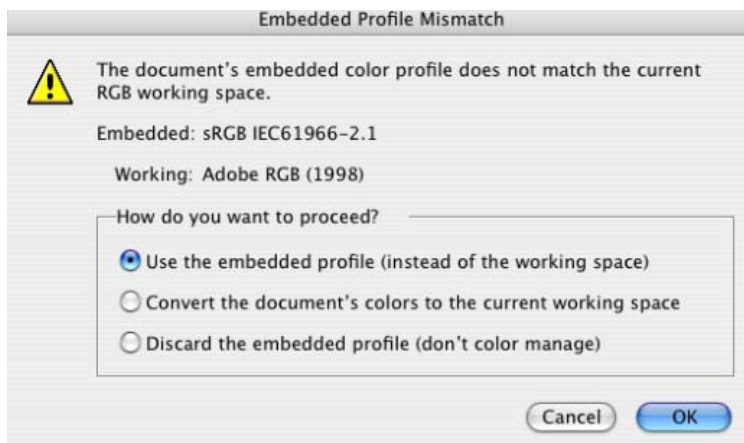 Embedded Profile Mismatch
The document's embedded color profile does not match the current
RGB working space.
Embedded: sRGB IEC61966-2.1
Working: Adobe RGB (1998)
How do you want to proceed?
Use the embedded profile (instead of the working space)
Convert the document's colors to the current working space
Discard the embedded profile (don't color manage)
Cancel OK